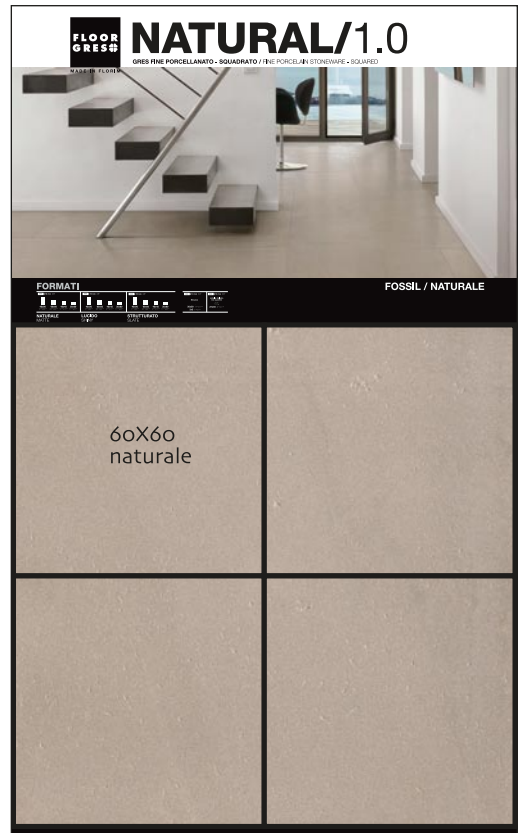 FLOOR
GRES
MADE IN FLORIM
NATURAL/1.0
GRES FINE PORCELLANATO - SQUADRATO / FINE PORCELAIN STONEWARE - SQUARED
FORMATI
FOSSIL / NATURALE
NATURALE
MATTE
LUCIDO
SHINY
STRUTTURATO
SLATE
60X60
naturale